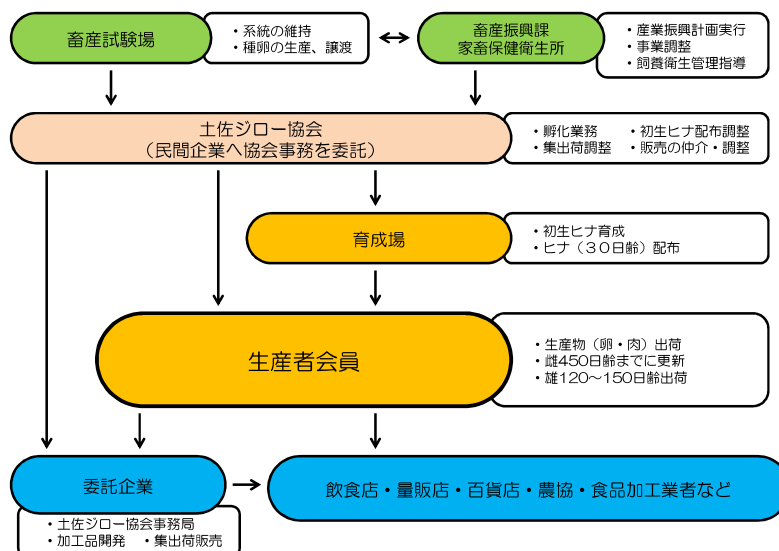 畜産試験場
・系統の維持
・種卵の生産、譲渡
畜産振興課
家畜保健衛生所
・産業振興計画実行
・事業調整
・飼養衛生管理指導
土佐ジロー協会
(民間企業へ協会事務を委託)
・孵化業務 ・初生ヒナ配布調整
・集出荷調整 ・販売の仲介・調整
育成場
・初生ヒナ育成
・ヒナ(30日齢)配布
生産者会員
・生産物(卵・肉)出荷
・雌450日齢までに更新
・雄120~150日齢出荷
委託企業
・土佐ジロー協会事務局
・加工品開発 ・集出荷販売
飲食店・量販店・百貨店・農協・食品加工業者など